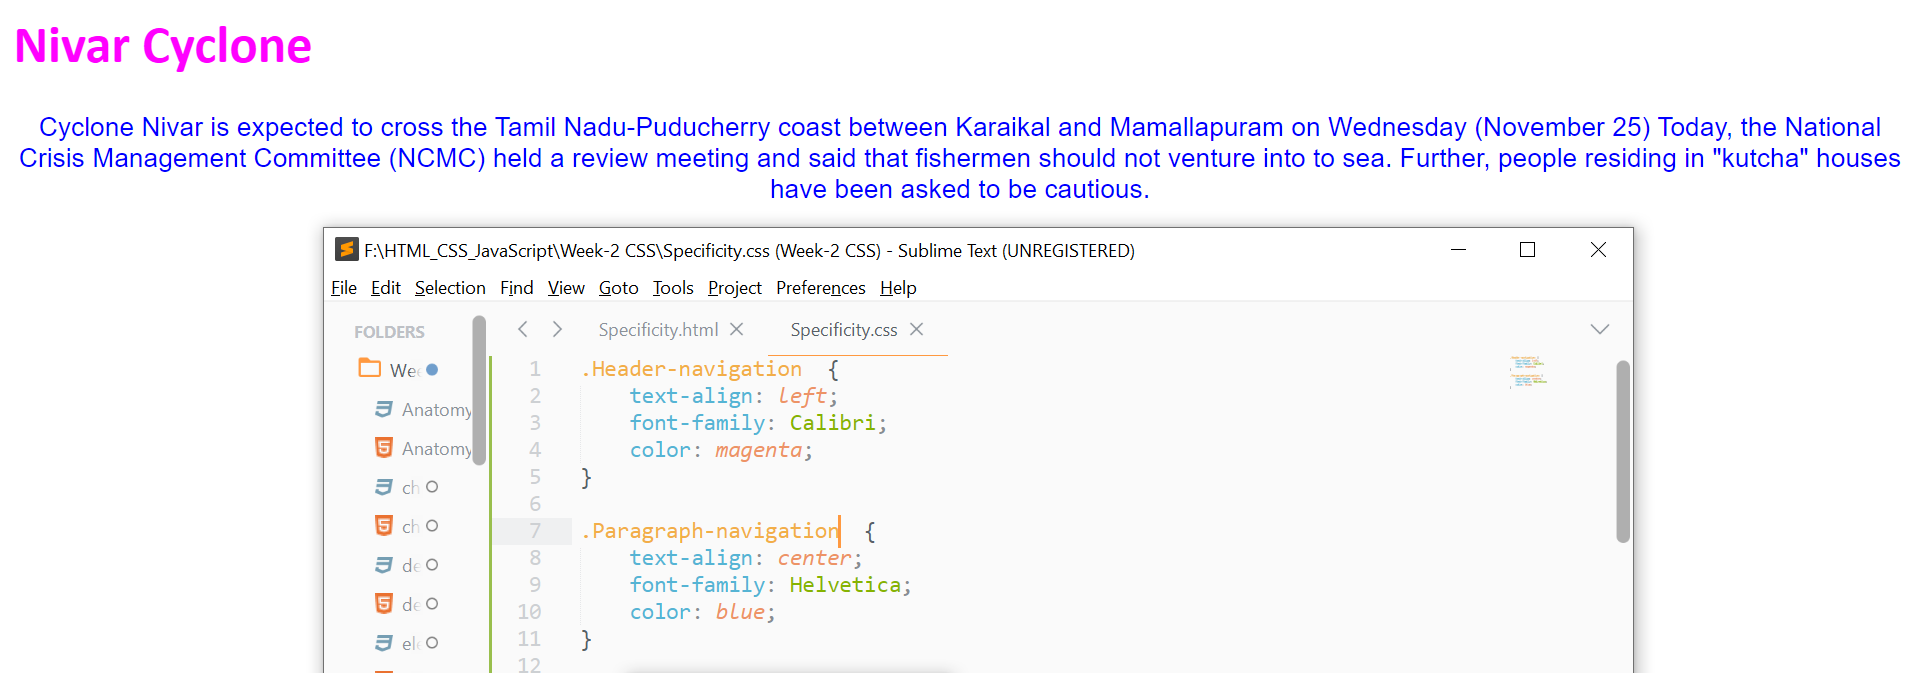 Nivar Cyclone
Cyclone Nivar is expected to cross the Tamil Nadu-Puducherry coast between Karaikal and Mamallapuram on Wednesday (November 25) Today, the National
Crisis Management Committee (NCMC) held a review meeting and said that fishermen should not venture into to sea. Further, people residing in "kutcha" houses
have been asked to be cautious.
F:\HTML_CSS_JavaScript\Week-2 CSS\Specificity.css (Week-2 CSS) - Sublime Text (UNREGISTERED)
File Edit Selection Find View Goto Tools Project Preferences Help
FOLDERS
Specificity.html
Specificity.css
Wee
Anatomy
Anatomy
ch
ch
de
de
ele
1 .Header-navigation {
2 text-align: left;
3 font-family: Calibri;
4 color: magenta;
5 }
6
7 .Paragraph-navigation {
8 text-align: center;
9 font-family: Helvetica;
10 color: blue;
11 }
12